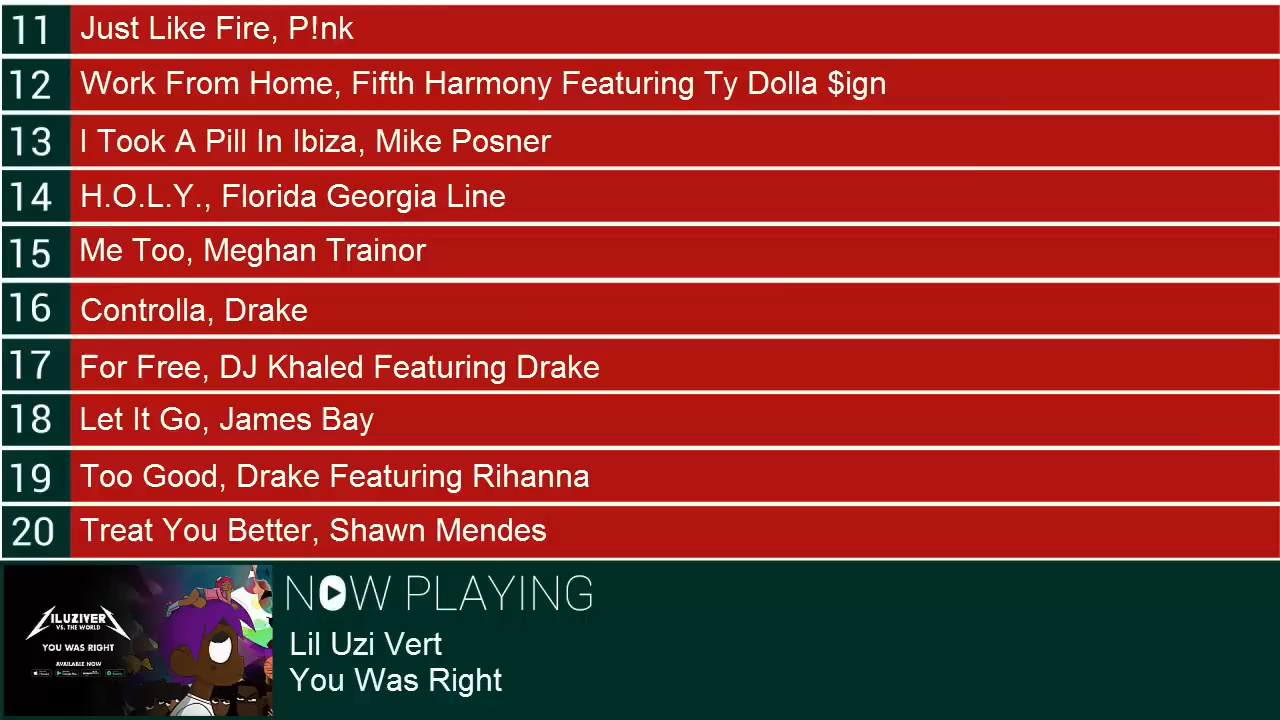 11 Just Like Fire, P!nk
12 Work From Home, Fifth Harmony Featuring Ty Dolla $ign
13 I Took A Pill In Ibiza, Mike Posner
14 H.O.L.Y., Florida Georgia Line
15 Me Too, Meghan Trainor
16 Controlla, Drake
17 For Free, DJ Khaled Featuring Drake
18 Let It Go, James Bay
19 Too Good, Drake Featuring Rihanna
20 Treat You Better, Shawn Mendes
LILUZIVERT
VS. THE WORLD
YOU WAS RIGHT
AVAILABLE NOW
NOW PLAYING
Lil Uzi Vert
You Was Right